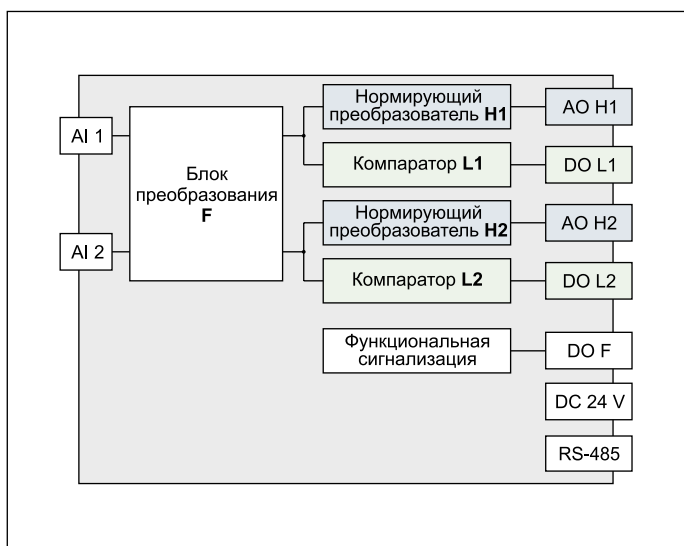 Нормирующий
преобразователь H1
AO H1
AI 1
Компаратор L1
DO L1
Блок
преобразования
F
Нормирующий
преобразователь H2
AO H2
AI 2
Компаратор L2
DO L2
Функциональная
сигнализация
DO F
DC 24 V
RS-485